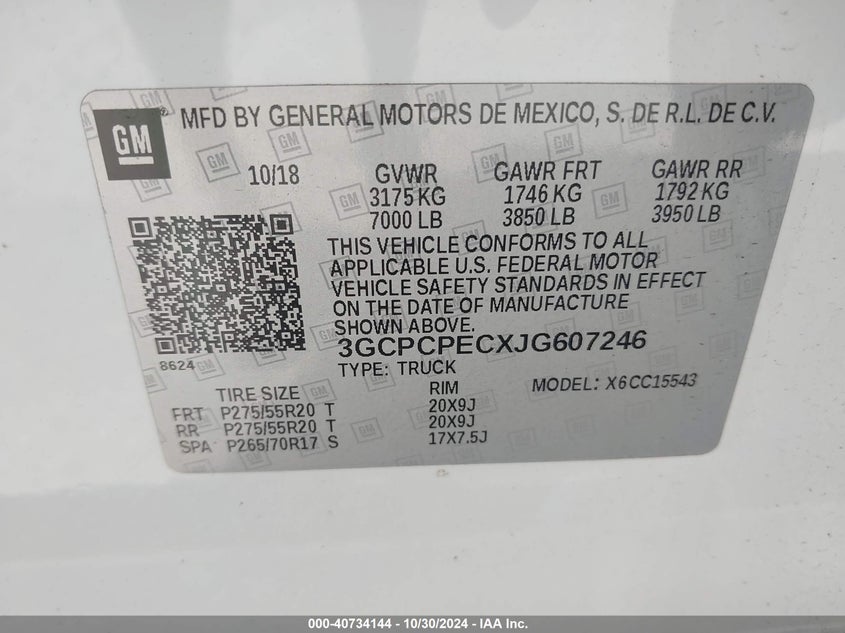 GM ® MFD BY GENERAL MOTORS DE MEXICO, S. DE R.L. DE C.V.
10/18 GVWR GAWR FRT GAWR RR
3175 KG 1746 KG 1792 KG
7000 LB 3850 LB 3950 LB
THIS VEHICLE CONFORMS TO ALL
APPLICABLE U.S. FEDERAL MOTOR
VEHICLE SAFETY STANDARDS IN EFFECT
ON THE DATE OF MANUFACTURE
SHOWN ABOVE.
3GCPCPECXJG607246
8624
TYPE: TRUCK MODEL: X6CC15543
TIRE SIZE RIM
FRT P275/55R20 T 20X9J
RR P275/55R20 T 20X9J
SPA P265/70R17 S 17X7.5J
000-40734144 / 10/30/2024 - IAA Inc.